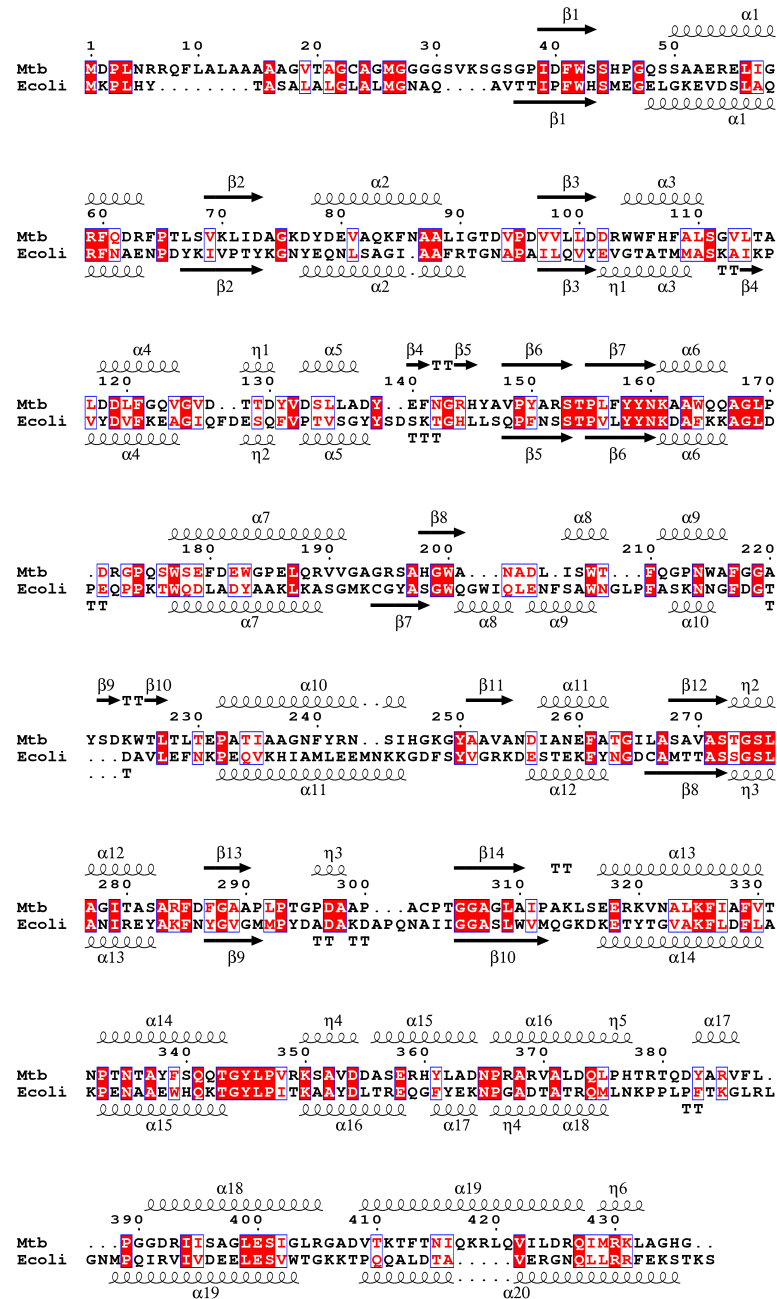 β1 α1
1 10 20 30 40 50
Mtb MDPLNRRQFLALAAAAAGVTAGCAGMGGGGSVKSGSGPIDFWSSHPGQSSAAERELIG
Ecoli MKPLHY........TASALALGLALMGNAQ....AVTTIPFWHSMEGELGKEVDSLAQ
β1 α1
β2 α2 β3 α3
60 70 80 90 100 110
Mtb RFQDRFPTLSVKLIDAGKDYDEVAQKFNAALIGTDVPDVVLLDDRWWFHFALSGVLTA
Ecoli RFNAENPDYKIVPTYKGNYEQNLSAGI.AAFRTGNAPAILQVYEVGTATMMASKAIKP
β2 α2 . β3 η1 α3 TT β4
α4 η1 α5 β4 TT β5 β6 β7 α6
120 130 140 150 160 170
Mtb LDDLFGQVGVD..TTDYVDSLLADY..EFNGRHYAVPYARSTPLFYYNKAAWQQAGLP
Ecoli VYDVFKEAGIQFDESQFVPTVSGYYSDSKTGHLLSQPFNSSTPVLYYNKDAFKKAGLD
α4 η2 α5 TTT β5 β6 α6
α7 β8 α8 α9
180 190 200 210 220
Mtb .DRGPQSWSEFDEWGPELQRVVGAGRSAHGWA...NADL.ISWT...FQGPNWAFGGA
Ecoli PEQPPKTWQDLADYAAKLKASGMKCGYASGWQGWIQLENFSAWNGLPFASKNNGFDGT
TT α7 β7 α8 α9 α10 T
β9 TT β10 α10 .. β11 α11 β12 η2
230 240 250 260 270
Mtb YSDKWTLTLTEPATIAAGNFYRN..SIHGKGYAAVANDIANEFATGILASAVASTGSL
Ecoli ...DAVLEFNKPEQVKHIAMLEEMNKKGDFSYVGRKDESTEKFYNGDCAMTTASSGSL
...T α11 α12 β8 η3
α12 β13 η3 β14 TT α13
280 290 300 310 320 330
Mtb AGITASARFDFGAAPLPTGPDAAP...ACPTGGAGLAIPAKLSEERKVNALKFIAFVT
Ecoli ANIREYAKFNYGVGMMPYDADAKDAPQNAIIGGASLWVMQGKDKETYTGVAKFLDFLA
α13 β9 TT TT β10 α14
α14 η4 α15 α16 η5 α17
340 350 360 370 380
Mtb NPTNTAYFSQQTGYLPVRKSAVDDASERHYLADNPRARVALDQLPHTRTQDYARVFL.
Ecoli KPENAAEWHQKTGYLPITKAAYDLTREQGFYEKNPGADTATRQMLNKPPLPFTKGLRL
α15 α16 α17 η4 α18 TT
α18 α19 η6
390 400 410 420 430
Mtb ...PGGDRIISAGLESIGLRGADVTKTFTNIQKRLQVILDRQIMRKLAGHG..
Ecoli GNMPQIRVIVDEELESVWTGKKTPQQALDTA.....VERGNQLLRRFEKSTKS
α19 ..... α20